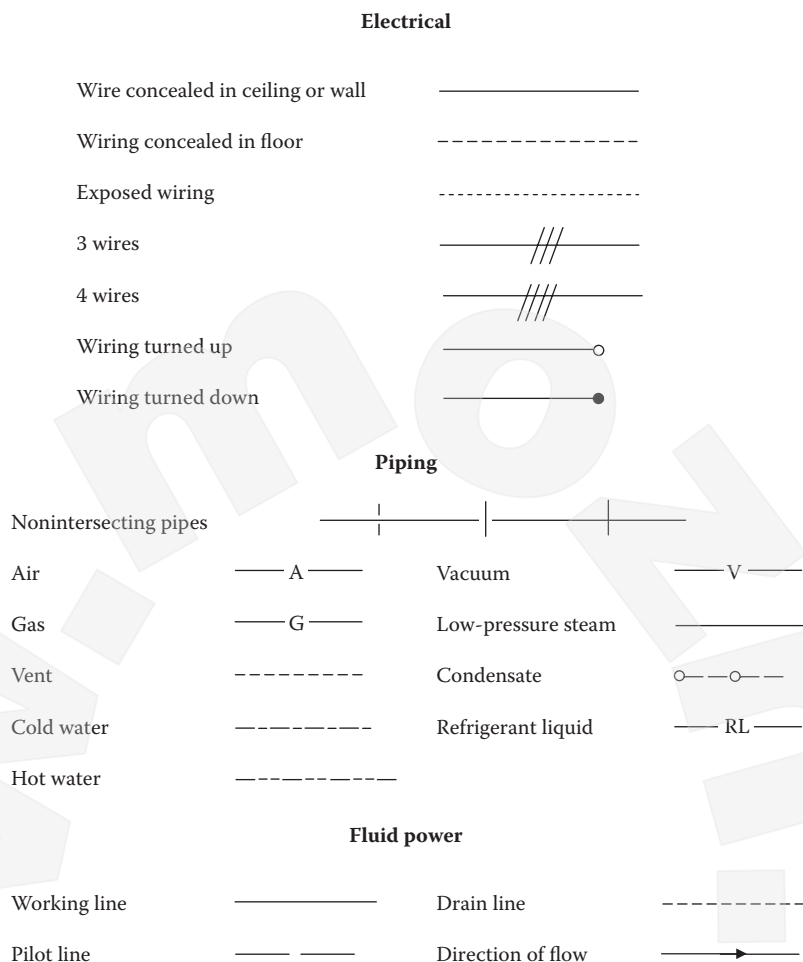 Electrical
Wire concealed in ceiling or wall
Wiring concealed in floor
Exposed wiring
3 wires
4 wires
Wiring turned up
Wiring turned down
Piping
Nonintersecting pipes
Air A Vacuum V
Gas G Low-pressure steam
Vent Condensate
Cold water Refrigerant liquid RL
Hot water
Fluid power
Working line Drain line
Pilot line Direction of flow